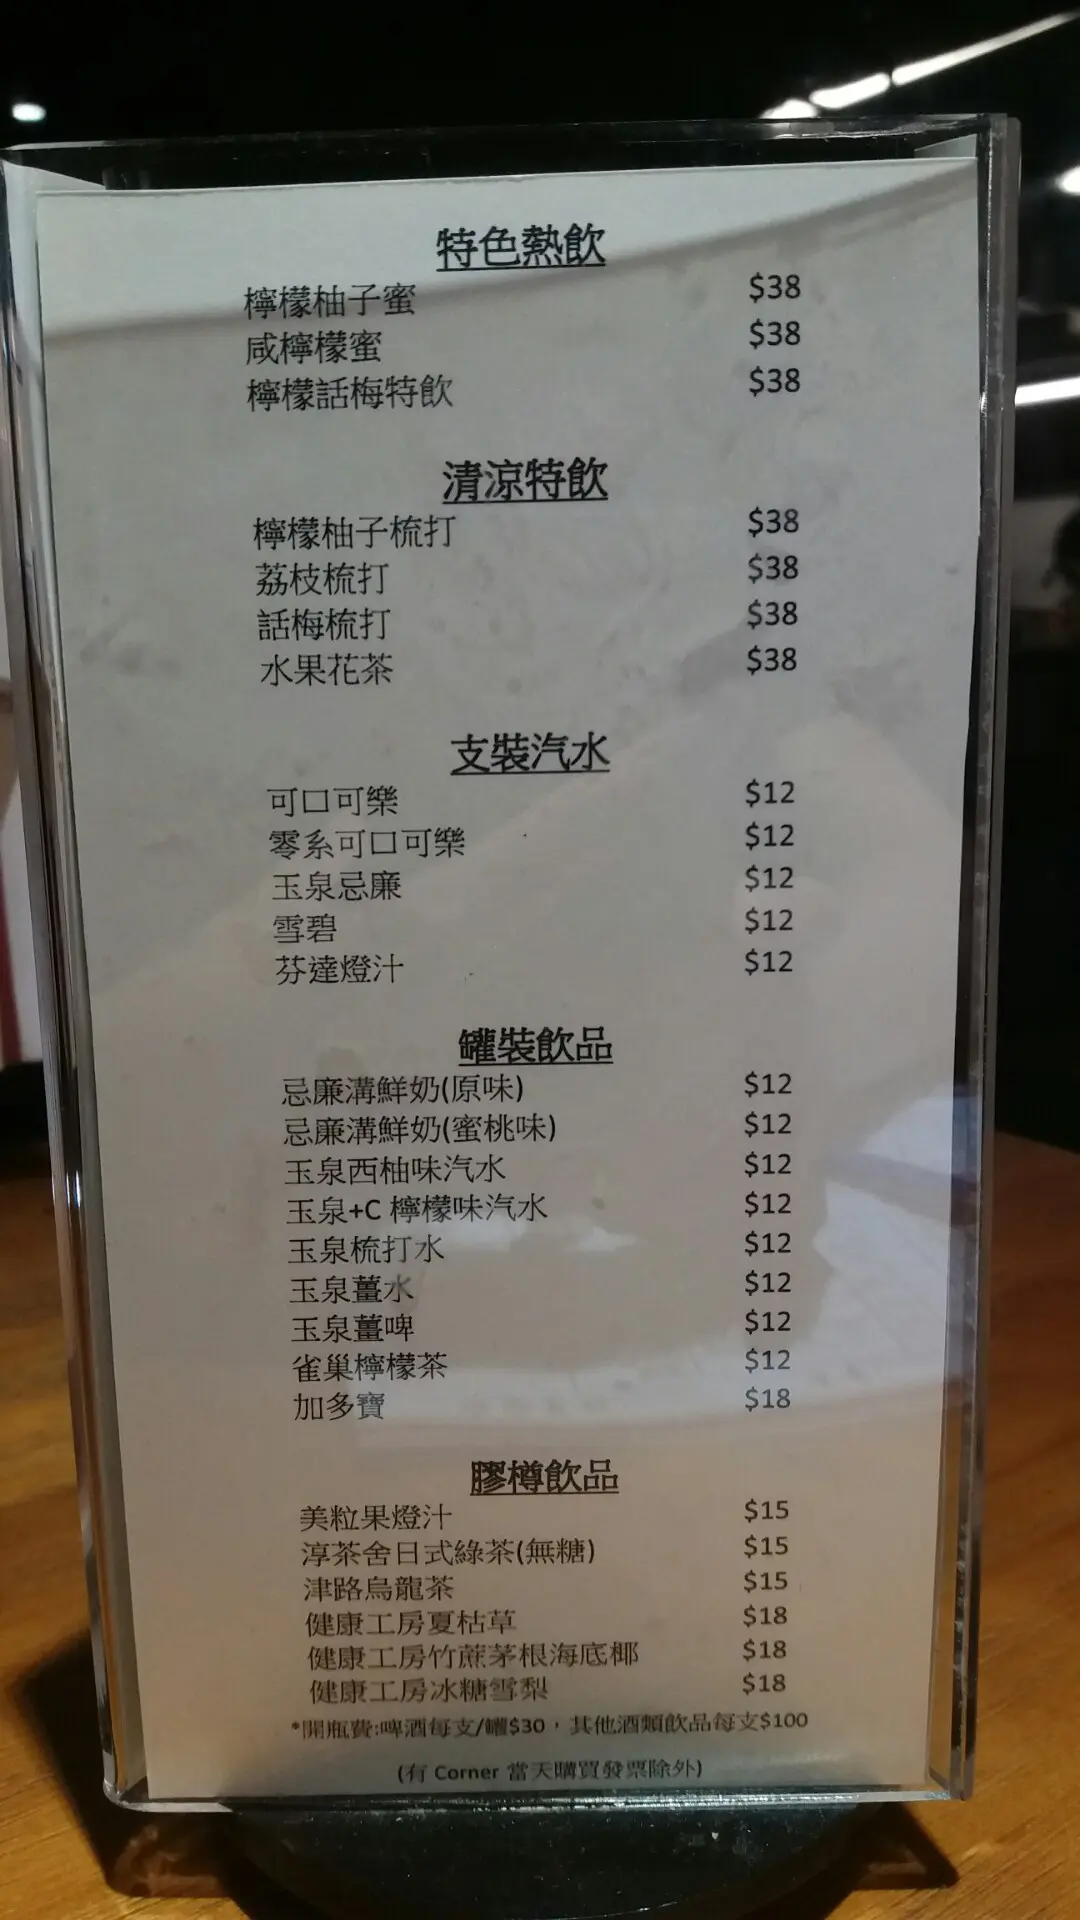 特色熱飲
檸檬柚子蜜 $38
咸檸檬蜜 $38
檸檬話梅特飲 $38
清涼特飲
檸檬柚子梳打 $38
荔枝梳打 $38
話梅梳打 $38
水果花茶 $38
支裝汽水
可口可樂 $12
零系可口可樂 $12
玉泉忌廉 $12
雪碧 $12
芬達燈汁 $12
罐裝飲品
忌廉溝鮮奶(原味) $12
忌廉溝鮮奶(蜜桃味) $12
玉泉西柚味汽水 $12
玉泉+C 檸檬味汽水 $12
玉泉梳打水 $12
玉泉薑水 $12
玉泉薑啤 $12
雀巢檸檬茶 $12
加多寶 $18
膠樽飲品
美粒果燈汁 $15
淳茶舍日式綠茶(無糖) $15
津路烏龍茶 $15
健康工房夏枯草 $18
健康工房竹蔗茅根海底椰 $18
健康工房冰糖雪梨 $18
*開瓶費:啤酒每支/罐$30，其他酒類飲品每支$100
(有 Corner 當天購買發票除外)